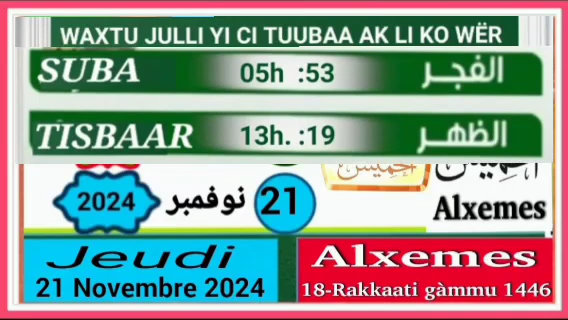 WAXTU JULLI YI CI TUUBAA AK LI KO WËR
SUBA 05h :53 الفجر
TISBAAR 13h. :19 الظهر
2024 نوفمبر 21
الخميس
Alxemes
Jeudi
21 Novembre 2024
Alxemes
18-Rakkaati gàmmu 1446